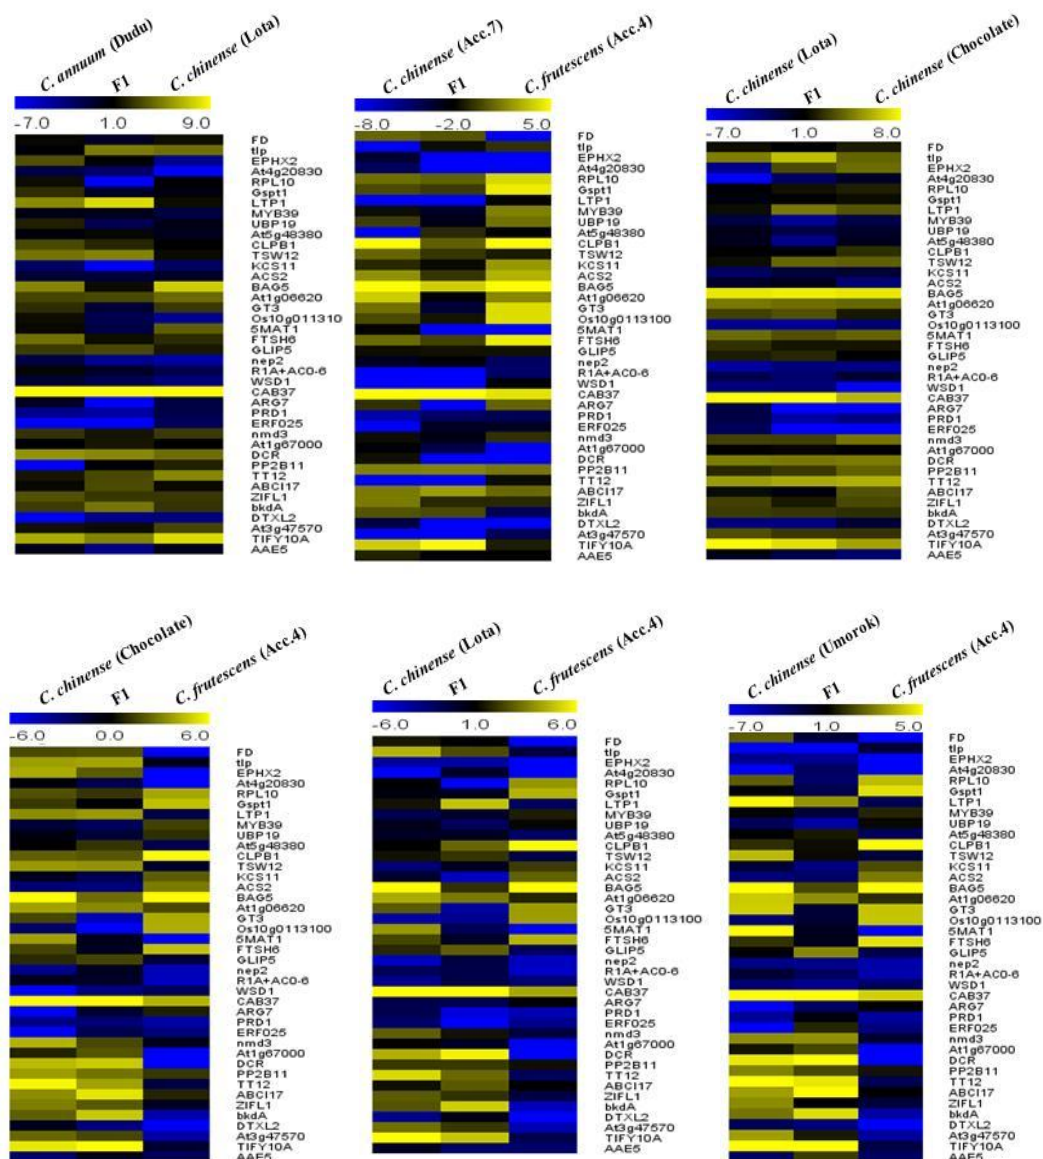 C. annuum (Dudu)
F1
C. chinense (Lota)
-7.0 1.0 9.0
FD
tlp
EPHX2
At4g20830
RPL10
Gspt1
LTP1
MYB39
UBP19
At5g48380
CLPB1
TSW12
KCS11
ACS2
BAG5
At1g06620
GT3
Os10g011310
5MAT1
FTSH6
GLIP5
nep2
R1A+AC0-6
WSD1
CAB37
ARG7
PRD1
ERF025
nmd3
At1g67000
DCR
PP2B11
TT12
ABCI17
ZIFL1
bkdA
DTXL2
At3g47570
TIFY10A
AAE5
C. chinense (Acc.7)
F1
C. frutescens (Acc.4)
-8.0 -2.0 5.0
FD
tlp
EPHX2
At4g20830
RPL10
Gspt1
LTP1
MYB39
UBP19
At5g48380
CLPB1
TSW12
KCS11
ACS2
BAG5
At1g06620
GT3
Os10g0113100
5MAT1
FTSH6
GLIP5
nep2
R1A+AC0-6
WSD1
CAB37
ARG7
PRD1
ERF025
nmd3
At1g67000
DCR
PP2B11
TT12
ABCI17
ZIFL1
bkdA
DTXL2
At3g47570
TIFY10A
AAE5
C. chinense (Lota)
F1
C. chinense (Chocolate)
-7.0 1.0 8.0
FD
tlp
EPHX2
At4g20830
RPL10
Gspt1
LTP1
MYB39
UBP19
At5g48380
CLPB1
TSW12
KCS11
ACS2
BAG5
At1g06620
GT3
Os10g0113100
5MAT1
FTSH6
GLIP5
nep2
R1A+AC0-6
WSD1
CAB37
ARG7
PRD1
ERF025
nmd3
At1g67000
DCR
PP2B11
TT12
ABCI17
ZIFL1
bkdA
DTXL2
At3g47570
TIFY10A
AAE5
C. chinense (Chocolate)
F1
C. frutescens (Acc.4)
-6.0 0.0 6.0
FD
tlp
EPHX2
At4g20830
RPL10
Gspt1
LTP1
MYB39
UBP19
At5g48380
CLPB1
TSW12
KCS11
ACS2
BAG5
At1g06620
GT3
Os10g0113100
5MAT1
FTSH6
GLIP5
nep2
R1A+AC0-6
WSD1
CAB37
ARG7
PRD1
ERF025
nmd3
At1g67000
DCR
PP2B11
TT12
ABCI17
ZIFL1
bkdA
DTXL2
At3g47570
TIFY10A
AAE5
C. chinense (Lota)
F1
C. frutescens (Acc.4)
-6.0 1.0 6.0
FD
tlp
EPHX2
At4g20830
RPL10
Gspt1
LTP1
MYB39
UBP19
At5g48380
CLPB1
TSW12
KCS11
ACS2
BAG5
At1g06620
GT3
Os10g0113100
5MAT1
FTSH6
GLIP5
nep2
R1A+AC0-6
WSD1
CAB37
ARG7
PRD1
ERF025
nmd3
At1g67000
DCR
PP2B11
TT12
ABCI17
ZIFL1
bkdA
DTXL2
At3g47570
TIFY10A
AAE5
C. chinense (Umorok)
F1
C. frutescens (Acc.4)
-7.0 1.0 5.0
FD
tlp
EPHX2
At4g20830
RPL10
Gspt1
LTP1
MYB39
UBP19
At5g48380
CLPB1
TSW12
KCS11
ACS2
BAG5
At1g06620
GT3
Os10g0113100
5MAT1
FTSH6
GLIP5
nep2
R1A+AC0-6
WSD1
CAB37
ARG7
PRD1
ERF025
nmd3
At1g67000
DCR
PP2B11
TT12
ABCI17
ZIFL1
bkdA
DTXL2
At3g47570
TIFY10A
AAE5